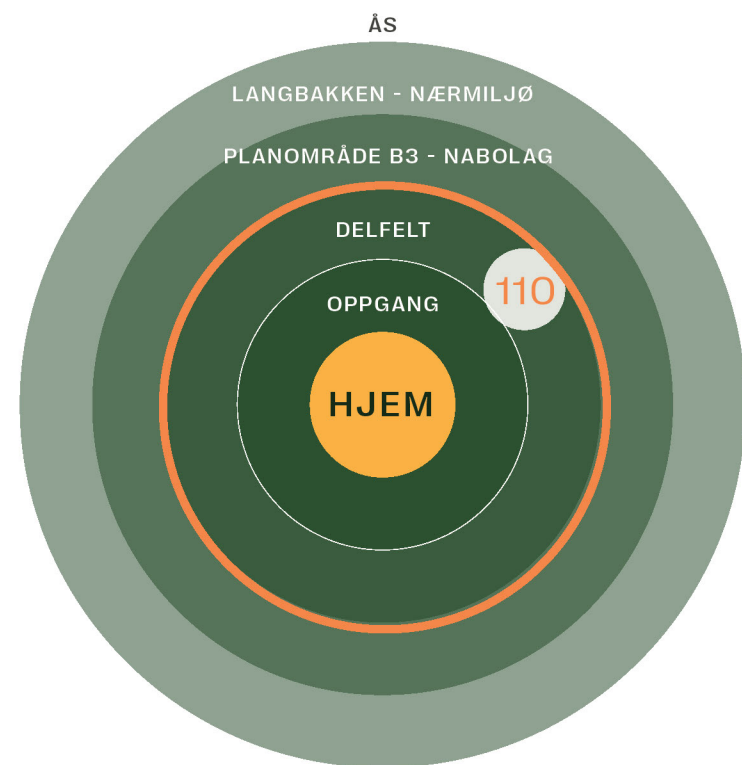 ÅS
LANGBAKKEN - NÆRMILJØ
PLANOMRÅDE B3 - NABOLAG
DELFELT
110
OPPGANG
HJEM